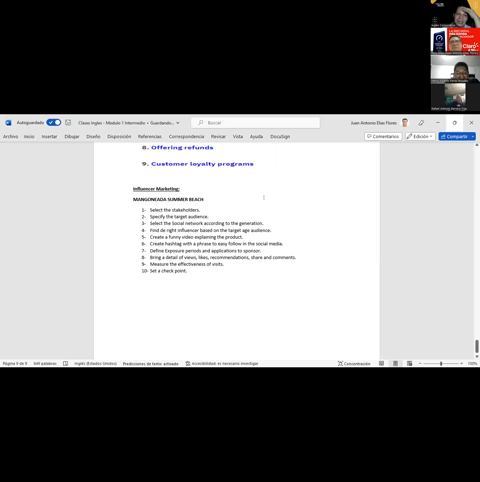 Claro
Autoguardado
Clases Ingles - Modulo 1 Intermedio • Guardando...
Buscar
Juan Antonio Elias Flores
Archivo Inicio Insertar Dibujar Diseño Disposición Referencias Correspondencia Revisar Vista Ayuda DocuSign
Comentarios Edición Compartir
8. Offering refunds
9. Customer loyalty programs
Influencer Marketing:
MANGONEADA SUMMER BEACH
1- Select the stakeholders.
2- Specify the target audience.
3- Select the Social network according to the generation.
4- Find de right influencer based on the target age audience.
5- Create a funny video explaining the product.
6- Create hashtag with a phrase to easy follow in the social media.
7- Define Exposure periods and applications to sponsor.
8- Bring a detail of views, likes, recommendations, share and comments.
9- Measure the effectiveness of visits.
10- Set a check point.
Inglés (Estados Unidos)
Predicciones de texto: activado
Accesibilidad: es necesario investigar
Concentración